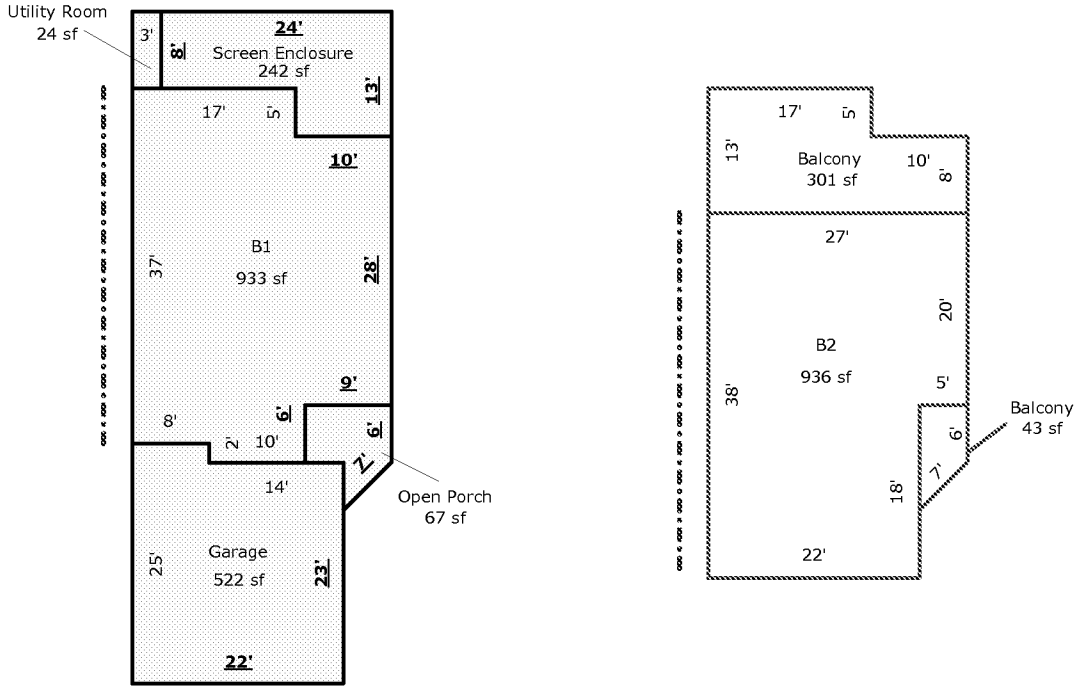 Utility Room
24 sf
3'
8'
24'
Screen Enclosure
242 sf
13'
17'
5'
10'
B1
933 sf
37'
28'
9'
8'
6'
6'
2'
10'
7'
14'
Open Porch
67 sf
Garage
522 sf
25'
23'
22'
17'
5'
13'
Balcony
301 sf
10'
8'
27'
20'
B2
936 sf
38'
5'
Balcony
43 sf
6'
7'
18'
22'